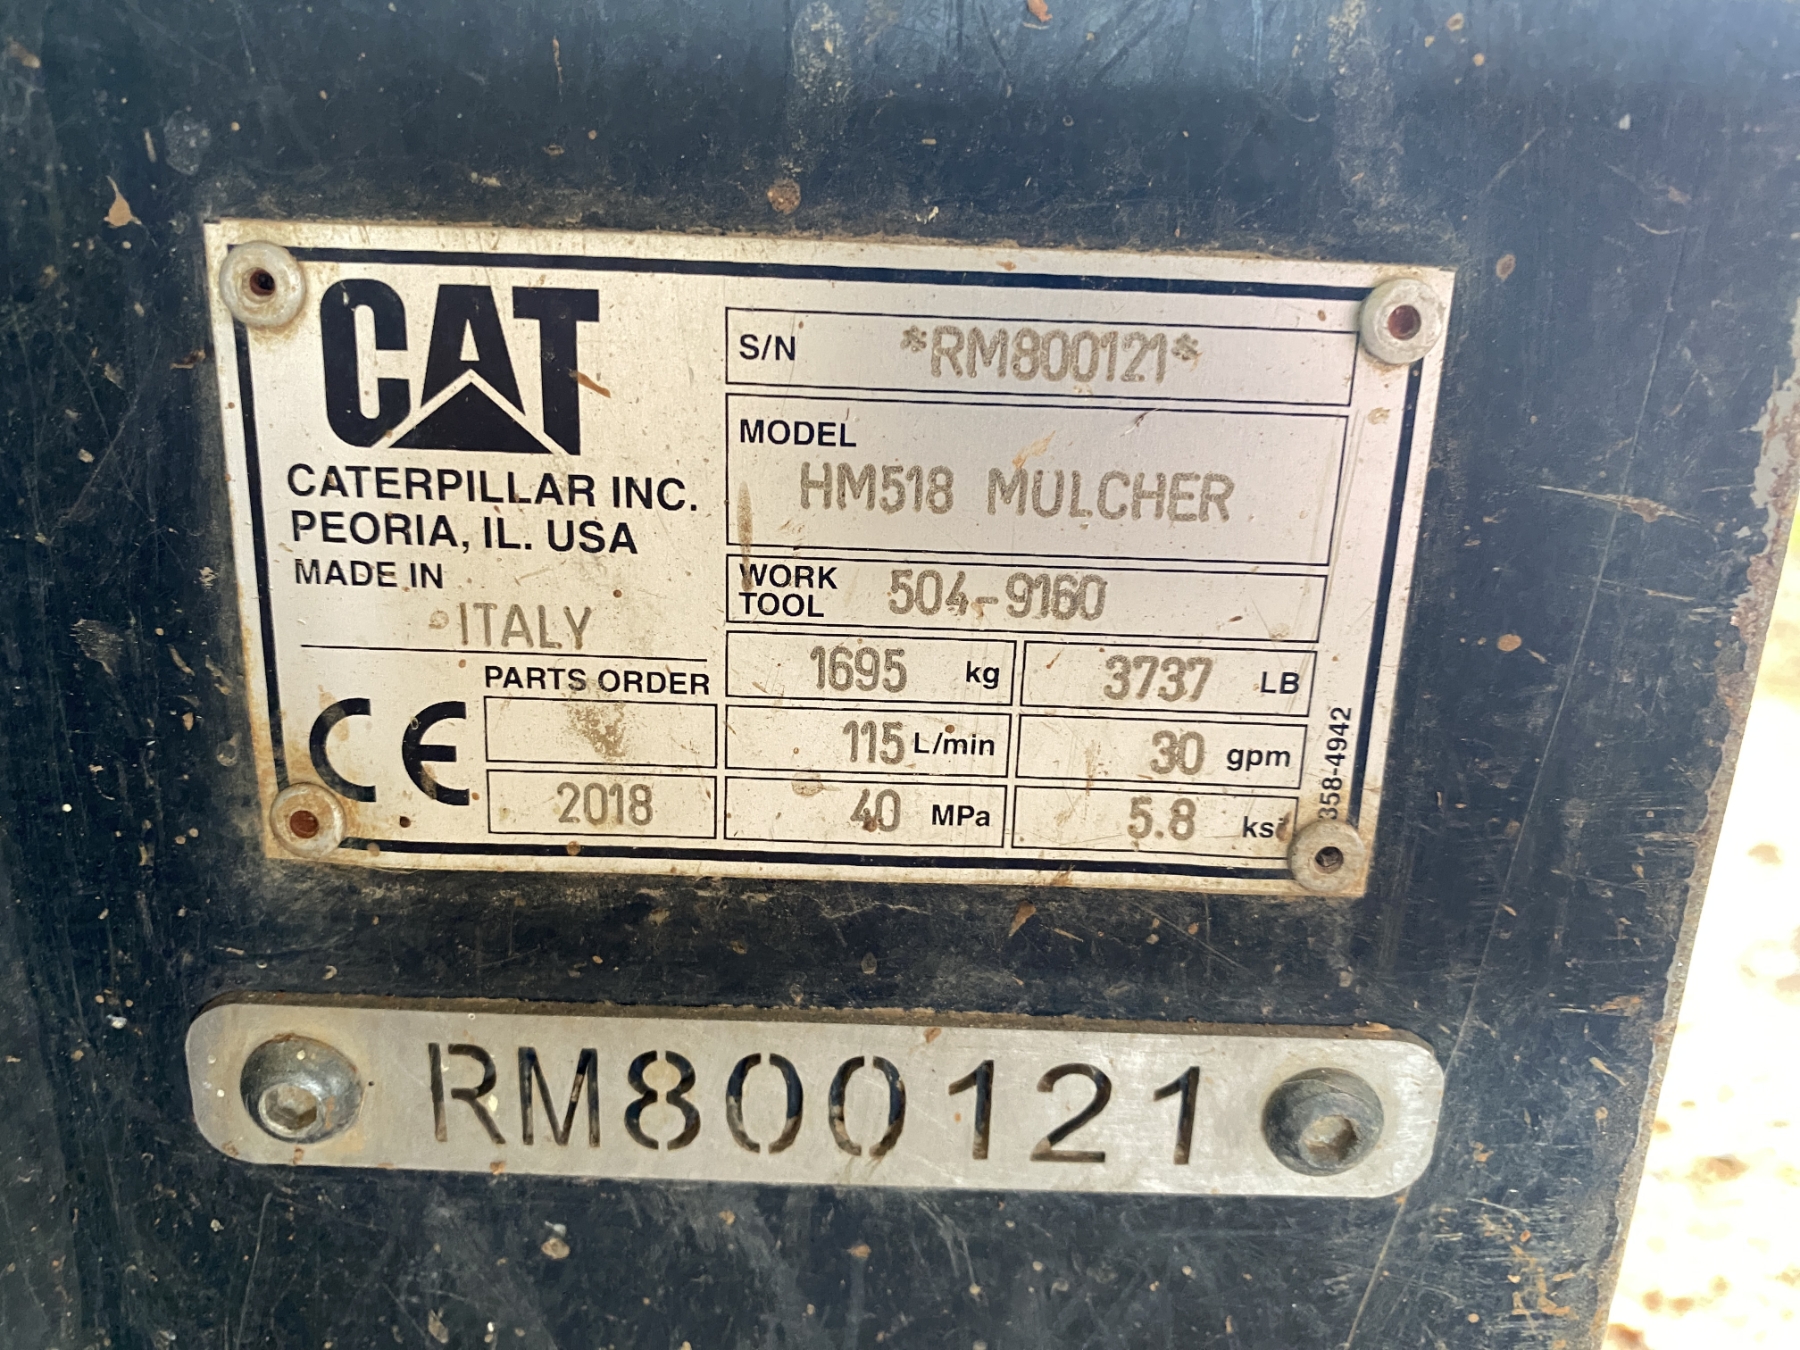 CAT
CATERPILLAR INC.
PEORIA, IL. USA
MADE IN
ITALY
PARTS ORDER
CE
2018
S/N *RM800121*
MODEL
HM518 MULCHER
WORK TOOL 504-9160
1695 kg 3737 LB
115 L/min 30 gpm
40 MPa 5.8 ksi
358-4942
RM800121